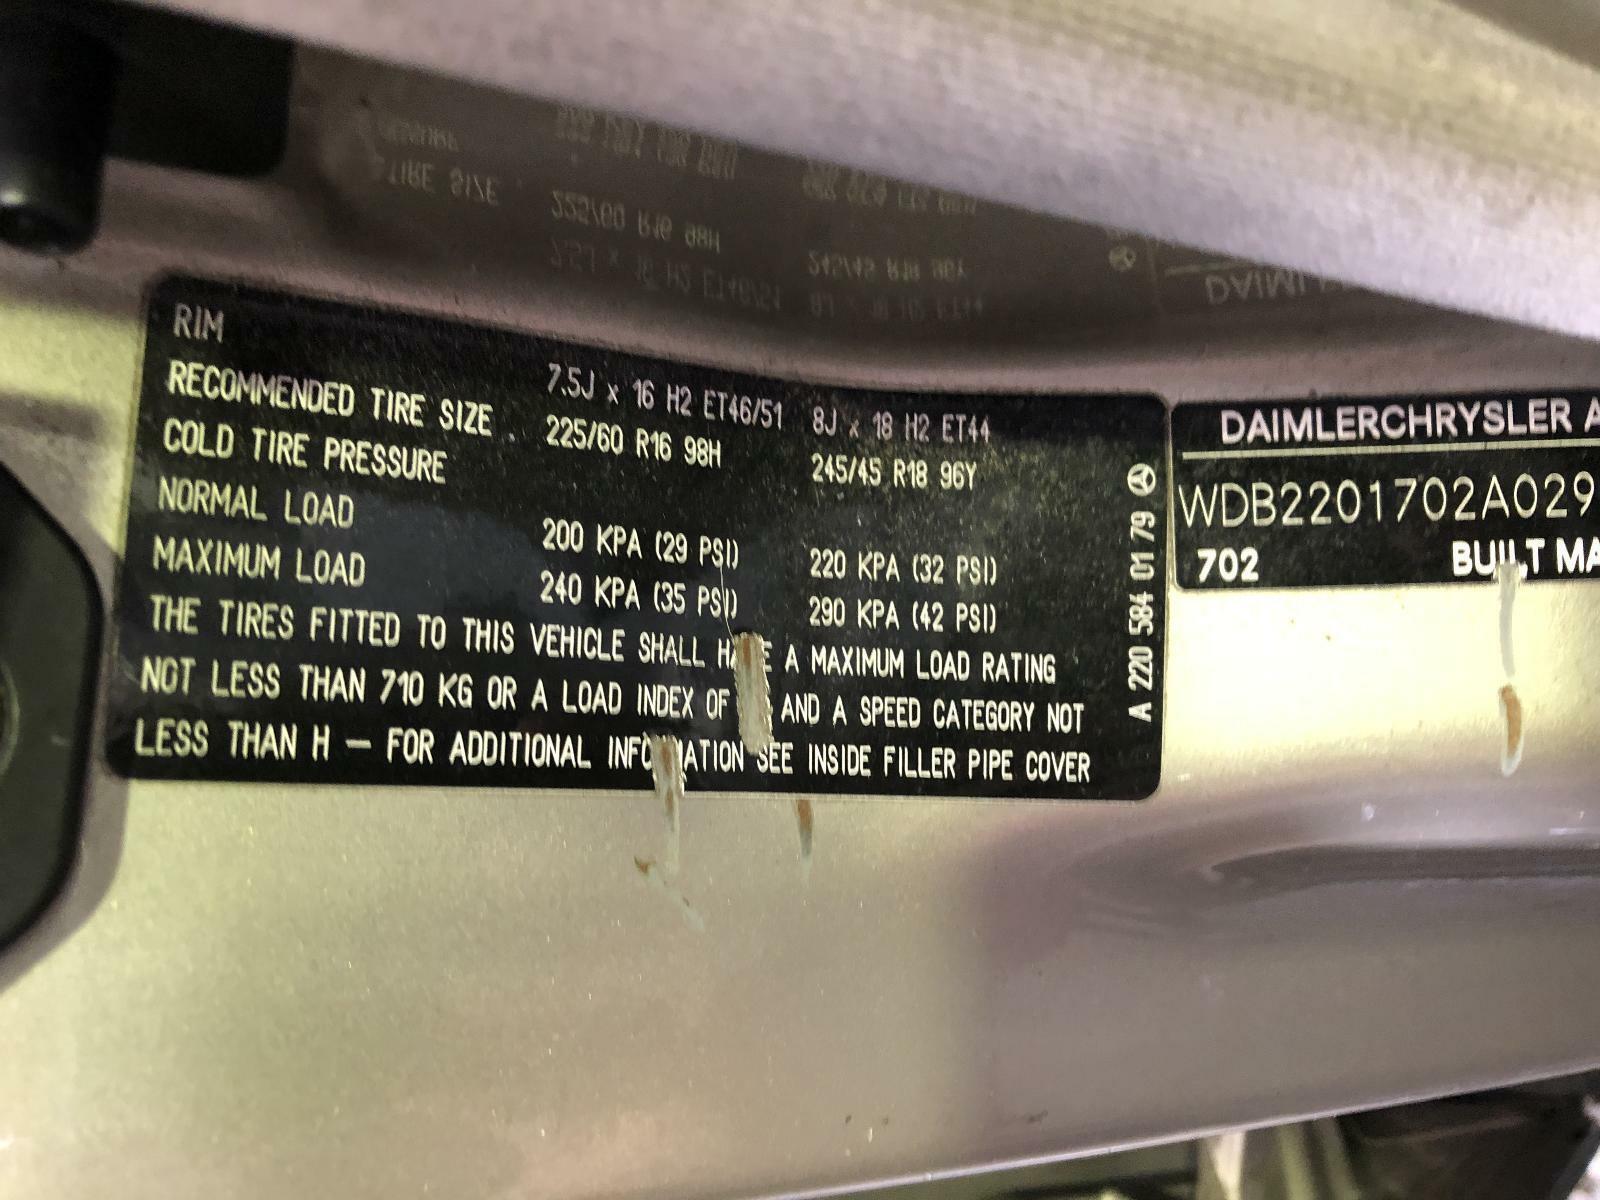 RIM 7.5J x 16 H2 ET46/51 8J x 18 H2 ET44
RECOMMENDED TIRE SIZE 225/60 R16 98H 245/45 R18 96Y
COLD TIRE PRESSURE
NORMAL LOAD 200 KPA (29 PSI) 220 KPA (32 PSI)
MAXIMUM LOAD 240 KPA (35 PSI) 290 KPA (42 PSI)
THE TIRES FITTED TO THIS VEHICLE SHALL HAVE A MAXIMUM LOAD RATING
NOT LESS THAN 710 KG OR A LOAD INDEX OF AND A SPEED CATEGORY NOT
LESS THAN H – FOR ADDITIONAL INFORMATION SEE INSIDE FILLER PIPE COVER
A 220 584 01 79
DAIMLERCHRYSLER A
WDB2201702A029
702 BUILT MA